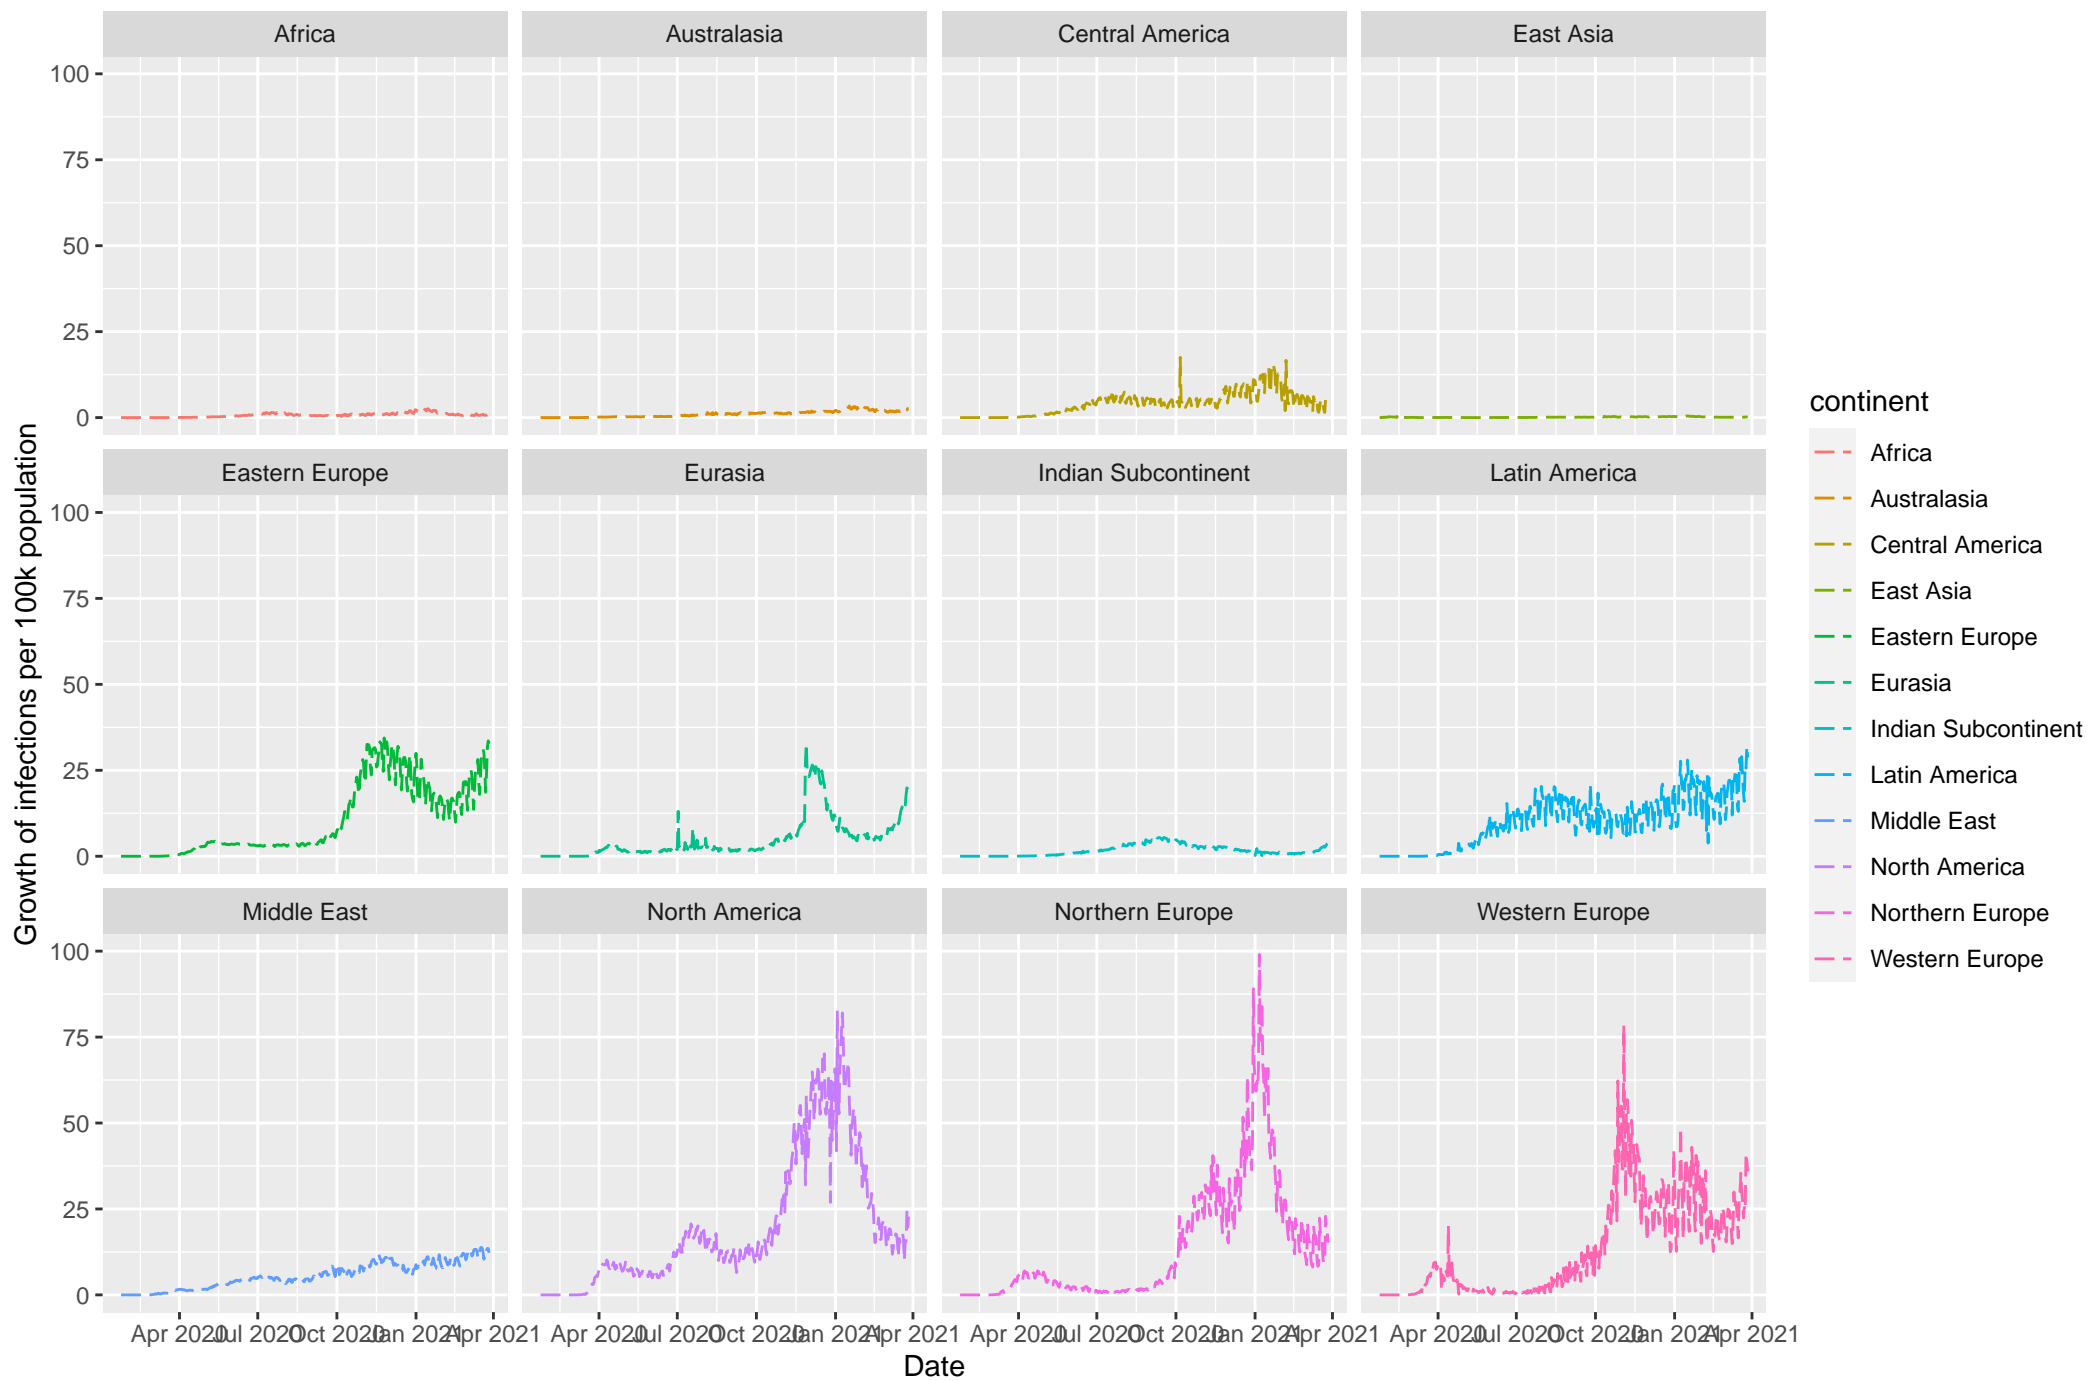 Africa
Australasia
Central America
East Asia
100
75
50
25
0
Eastern Europe
Eurasia
Indian Subcontinent
Latin America
100
75
50
25
0
Middle East
North America
Northern Europe
Western Europe
100
75
50
25
0
Apr 2020 Jul 2020 Oct 2020 Jan 2021 Apr 2021 Apr 2020 Jul 2020 Oct 2020 Jan 2021 Apr 2021 Apr 2020 Jul 2020 Oct 2020 Jan 2021 Apr 2021 Apr 2020 Jul 2020 Oct 2020 Jan 2021 Apr 2021
Date
Growth of infections per 100k population
continent
Africa
Australasia
Central America
East Asia
Eastern Europe
Eurasia
Indian Subcontinent
Latin America
Middle East
North America
Northern Europe
Western Europe